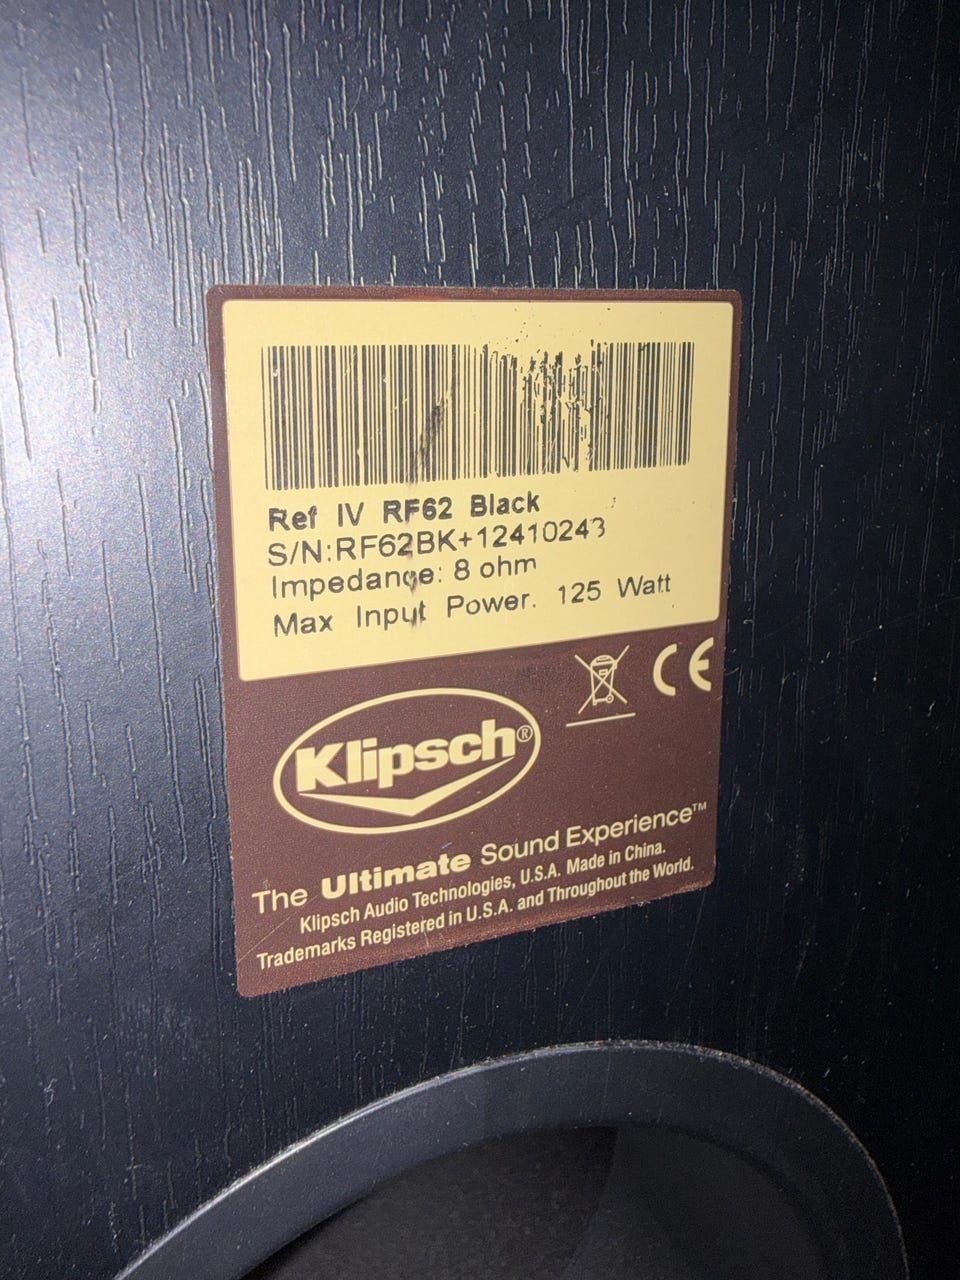 Ref IV RF62 Black
S/N:RF62BK+12410243
Impedance: 8 ohm
Max Input Power. 125 Watt
CE
Klipsch®
The Ultimate Sound Experience™
Klipsch Audio Technologies, U.S.A. Made in China.
Trademarks Registered in U.S.A. and Throughout the World.